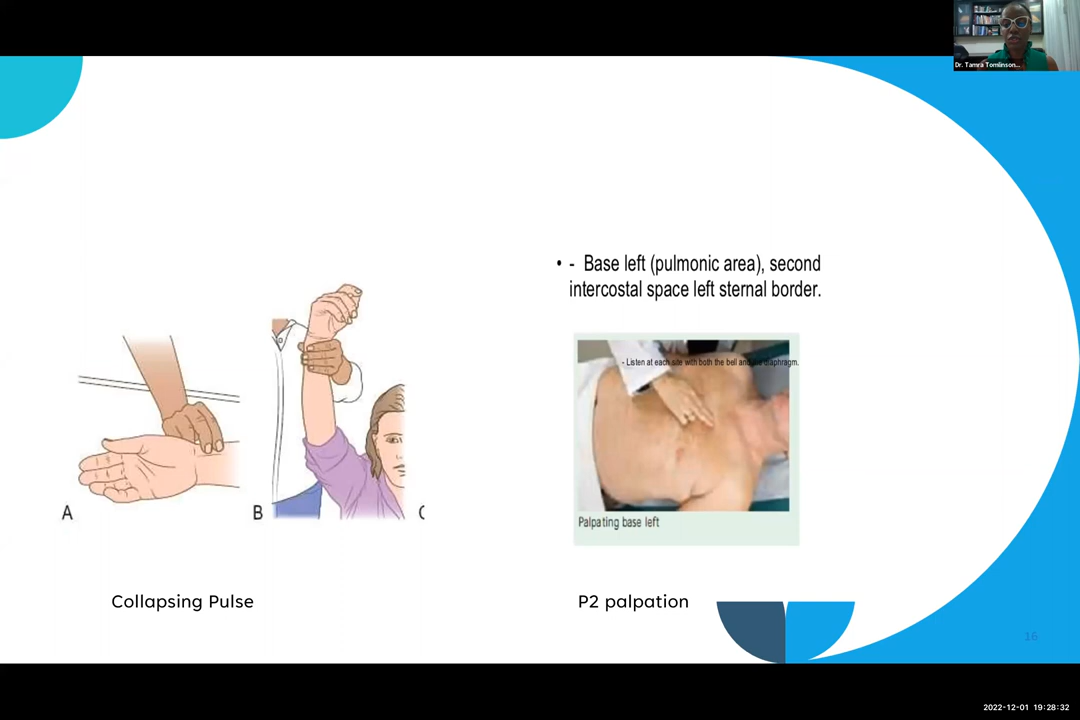 Dr. Tamra Tomlinson...
• - Base left (pulmonic area), second
intercostal space left sternal border.
- Listen at each site with both the bell and the diaphragm.
A
B
C
Palpating base left
Collapsing Pulse
P2 palpation
16
2022-12-01 19:28:32